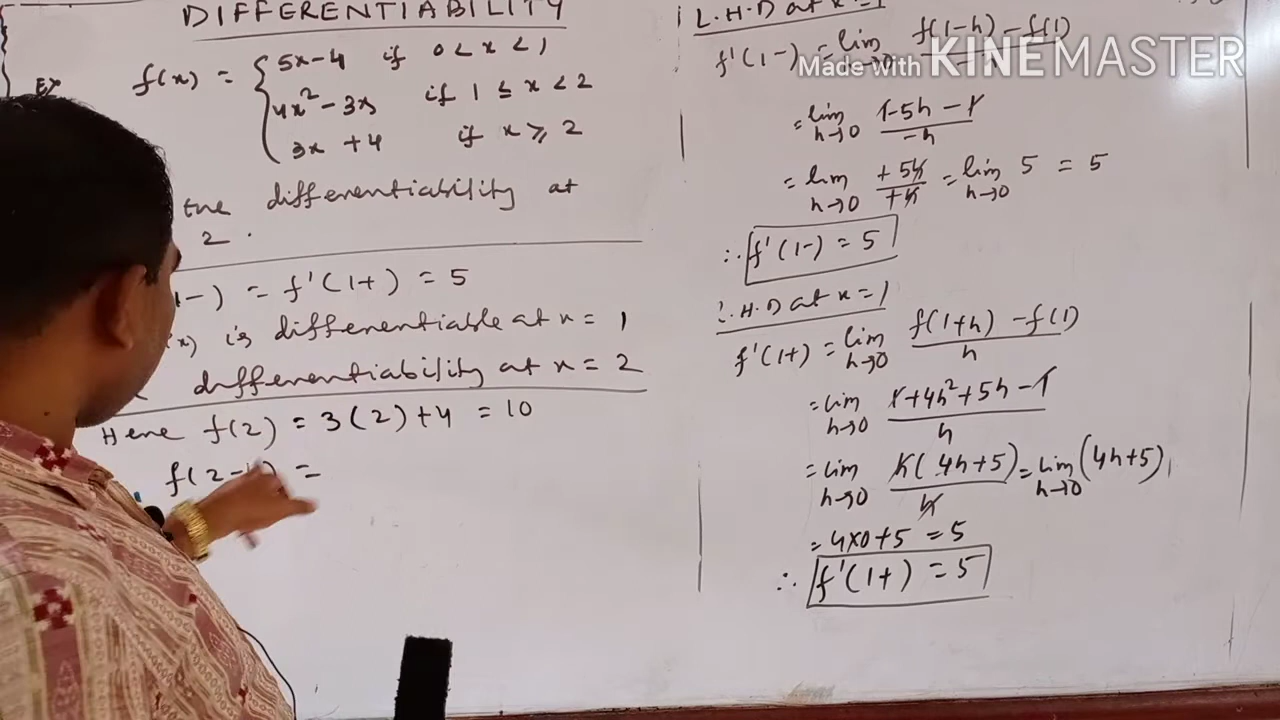 DIFFERENTIABILITY
Ex f(x) = { 5x-4 if 0 < x < 1
4x² - 3x if 1 ≤ x < 2
3x + 4 if x ≥ 2
the differentiability at
2.
1-) = f'(1+) = 5
x) is differentiable at x = 1
differentiability at x = 2
Here f(2) = 3(2)+4 = 10
f(2- ) =
L.H.D at x=1
f'(1-) = lim h→0 f(1-h) - f(1)
Made with KINEMASTER
= lim h→0 1-5h-1 / -h
= lim h→0 +5h / +h = lim h→0 5 = 5
∴ f'(1-) = 5
.H.D at x=1
f'(1+) = lim h→0 f(1+h) - f(1) / h
= lim h→0 1+4h²+5h-1 / h
= lim h→0 h(4h+5) / h = lim h→0 (4h+5)
= 4×0+5 = 5
∴ f'(1+) = 5